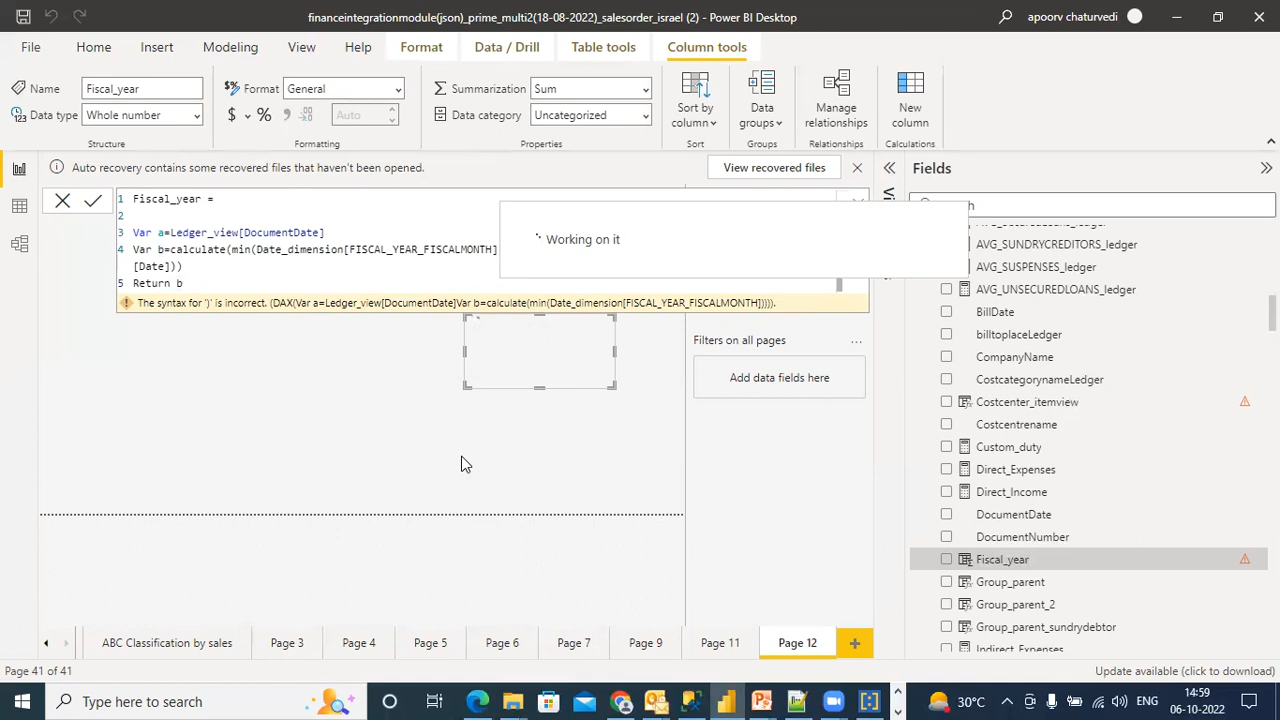 financeintegrationmodule(json)_prime_multi2(18-08-2022)_salesorder_israel (2) - Power BI Desktop
apoorv chaturvedi
File Home Insert Modeling View Help Format Data / Drill Table tools Column tools
Name Fiscal_year
Data type Whole number
Structure
Format General
$ % Auto
Formatting
Summarization Sum
Data category Uncategorized
Properties
Sort by column
Sort
Data groups
Groups
Manage relationships
Relationships
New column
Calculations
Auto recovery contains some recovered files that haven't been opened.
View recovered files
Fields
h
1 Fiscal_year =
2
3 Var a=Ledger_view[DocumentDate]
4 Var b=calculate(min(Date_dimension[FISCAL_YEAR_FISCALMONTH]
[Date]))
5 Return b
The syntax for ')' is incorrect. (DAX(Var a=Ledger_view[DocumentDate]Var b=calculate(min(Date_dimension[FISCAL_YEAR_FISCALMONTH])))).
Working on it
Filters on all pages
...
Add data fields here
AVG_SUNDRYCREDITORS_ledger
AVG_SUSPENSES_ledger
AVG_UNSECUREDLOANS_ledger
BillDate
billtoplaceLedger
CompanyName
CostcategorynameLedger
Costcenter_itemview
Costcentrename
Custom_duty
Direct_Expenses
Direct_Income
DocumentDate
DocumentNumber
Fiscal_year
Group_parent
Group_parent_2
Group_parent_sundrydebtor
Indirect_Expenses
ABC Classification by sales Page 3 Page 4 Page 5 Page 6 Page 7 Page 9 Page 11 Page 12 +
Page 41 of 41
Update available (click to download)
Type here to search
30°C
ENG
14:59
06-10-2022